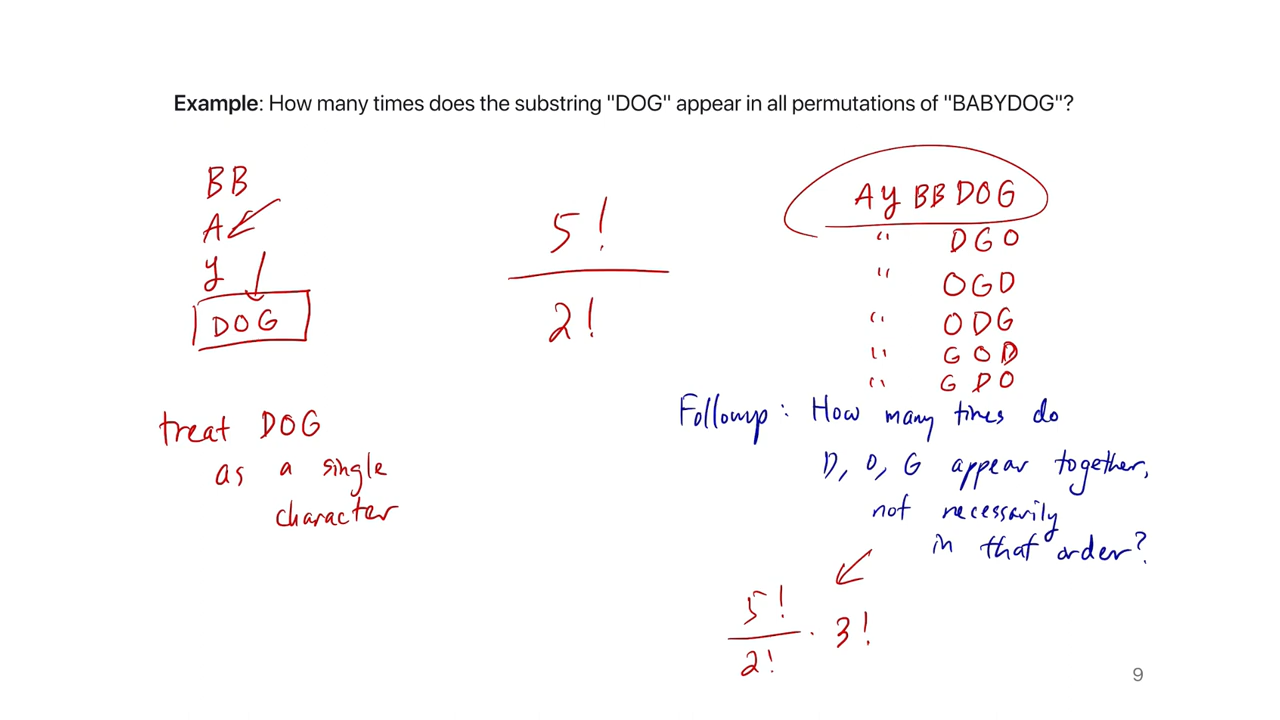 Example: How many times does the substring "DOG" appear in all permutations of "BABYDOG"?
BB
A
Y
DOG
treat DOG
as a single
character
5!
2!
AYBBDOG
" DGO
" OGD
" ODG
" GOD
" GDO
Followup: How many times do
D, O, G appear together,
not necessarily
in that order?
5!
2!
· 3!
9